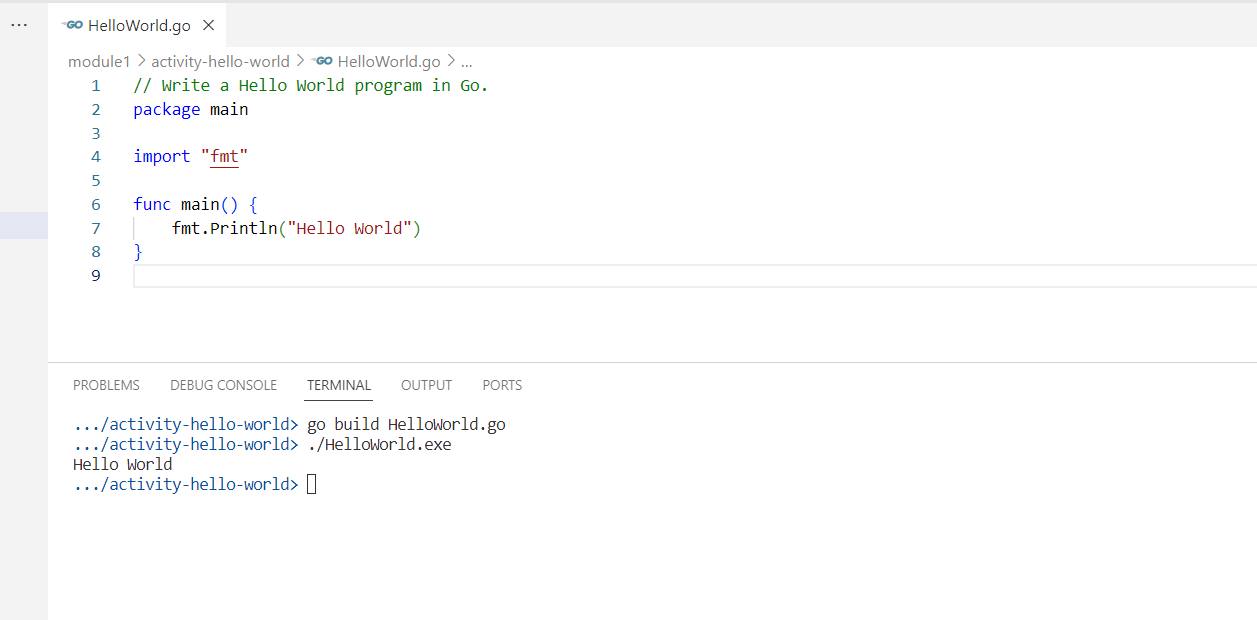 ... GO HelloWorld.go ×
module1 > activity-hello-world > GO HelloWorld.go > ...
1 // Write a Hello World program in Go.
2 package main
3
4 import "fmt"
5
6 func main() {
7     fmt.Println("Hello World")
8 }
9
PROBLEMS DEBUG CONSOLE TERMINAL OUTPUT PORTS
.../activity-hello-world> go build HelloWorld.go
.../activity-hello-world> ./HelloWorld.exe
Hello World
.../activity-hello-world>